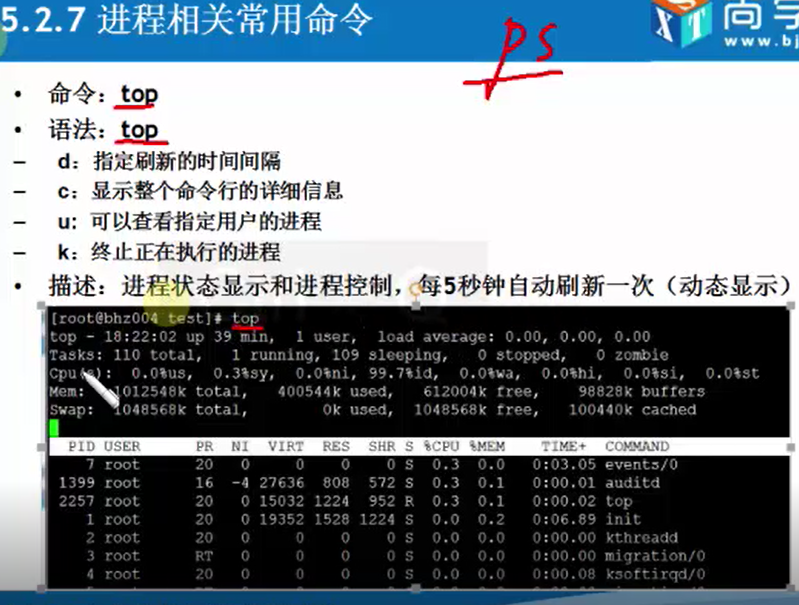 5.2.7 进程相关常用命令
ps
www.bj
• 命令：top
• 语法：top
– d：指定刷新的时间间隔
– c：显示整个命令行的详细信息
– u: 可以查看指定用户的进程
– k：终止正在执行的进程
• 描述：进程状态显示和进程控制，每5秒钟自动刷新一次（动态显示）
[root@bhz004 test]# top
top - 18:22:02 up 39 min, 1 user, load average: 0.00, 0.00, 0.00
Tasks: 110 total, 1 running, 109 sleeping, 0 stopped, 0 zombie
Cpu(s): 0.0%us, 0.3%sy, 0.0%ni, 99.7%id, 0.0%wa, 0.0%hi, 0.0%si, 0.0%st
Mem: 1012548k total, 400544k used, 612004k free, 98828k buffers
Swap: 1048568k total, 0k used, 1048568k free, 100440k cached
PID USER PR NI VIRT RES SHR S %CPU %MEM TIME+ COMMAND
7 root 20 0 0 0 0 S 0.3 0.0 0:03.05 events/0
1399 root 16 -4 27636 808 572 S 0.3 0.1 0:00.01 auditd
2257 root 20 0 15032 1224 952 R 0.3 0.1 0:00.02 top
1 root 20 0 19352 1528 1224 S 0.0 0.2 0:06.89 init
2 root 20 0 0 0 0 S 0.0 0.0 0:00.00 kthreadd
3 root RT 0 0 0 0 S 0.0 0.0 0:00.00 migration/0
4 root 20 0 0 0 0 S 0.0 0.0 0:00.08 ksoftirqd/0